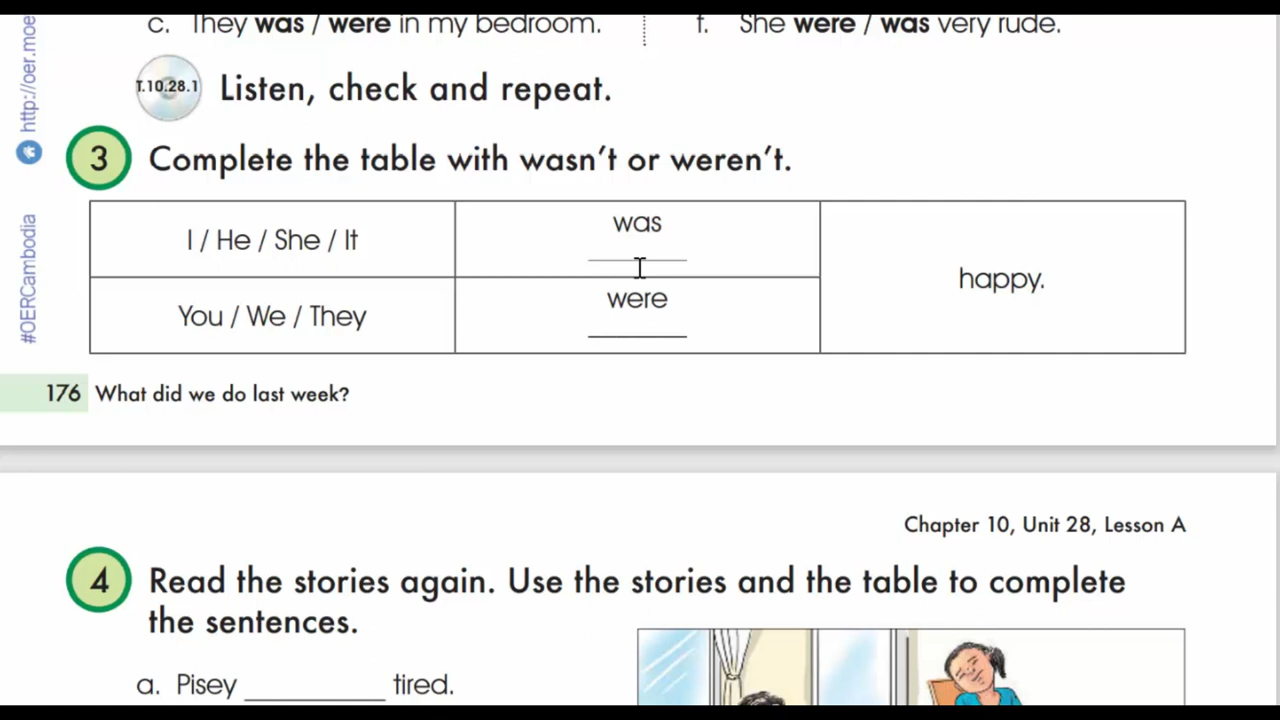 c. They was / were in my bedroom.
f. She were / was very rude.
T.10.28.1 Listen, check and repeat.
3 Complete the table with wasn't or weren't.
I / He / She / It
was
You / We / They
were
happy.
176 What did we do last week?
#OERCambodia
http://oer.moe
Chapter 10, Unit 28, Lesson A
4 Read the stories again. Use the stories and the table to complete
the sentences.
a. Pisey __________ tired.